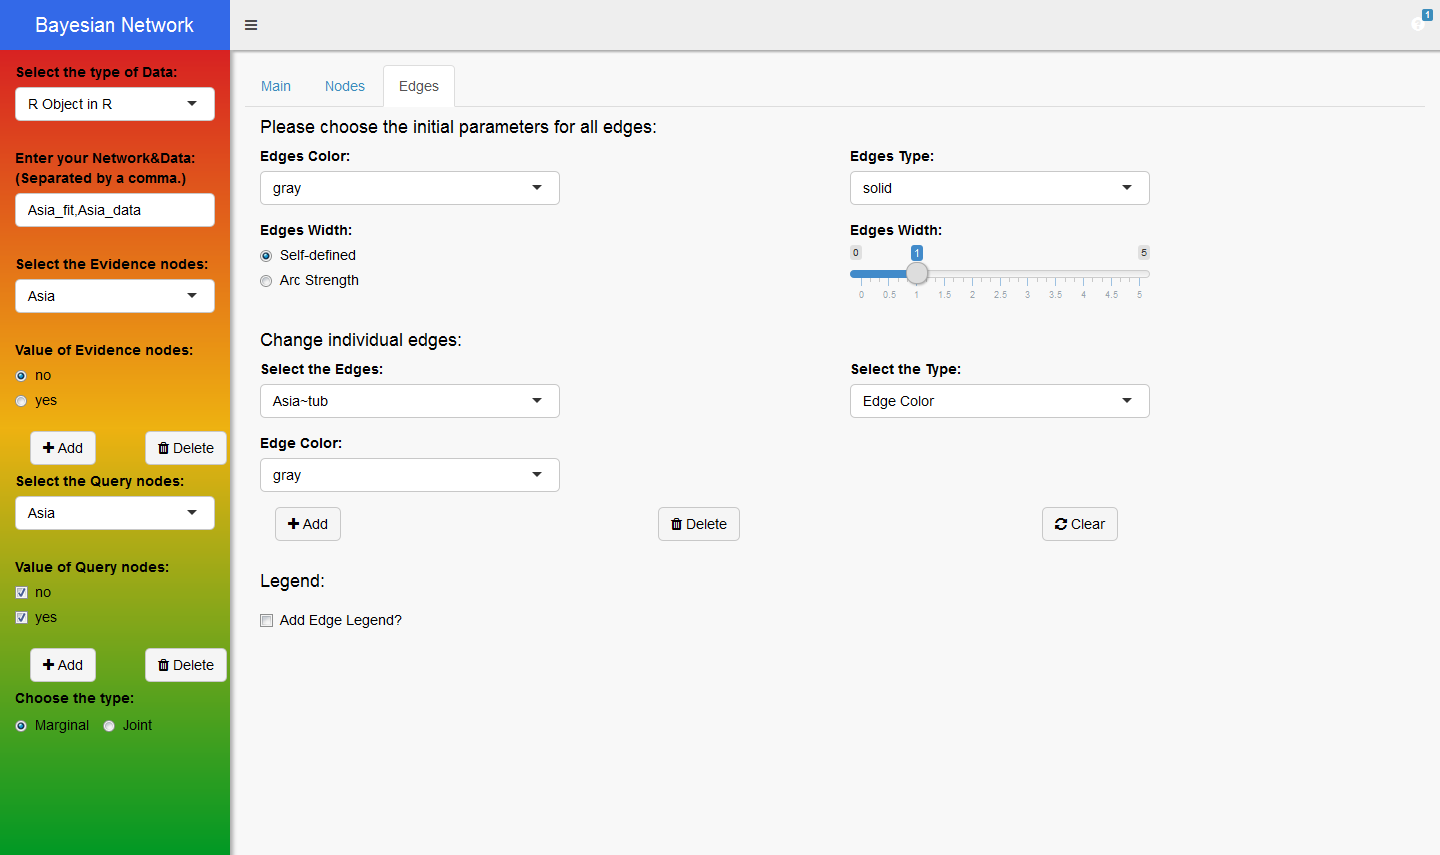 Bayesian Network
1
Select the type of Data:
R Object in R
Enter your Network&Data:
(Separated by a comma.)
Asia_fit,Asia_data
Select the Evidence nodes:
Asia
Value of Evidence nodes:
no
yes
Add Delete
Select the Query nodes:
Asia
Value of Query nodes:
no
yes
Add Delete
Choose the type:
Marginal Joint
Main Nodes Edges
Please choose the initial parameters for all edges:
Edges Color: Edges Type:
gray solid
Edges Width: Edges Width:
Self-defined
Arc Strength
0 1 5
0 0.5 1 1.5 2 2.5 3 3.5 4 4.5 5
Change individual edges:
Select the Edges: Select the Type:
Asia~tub Edge Color
Edge Color:
gray
Add Delete Clear
Legend:
Add Edge Legend?